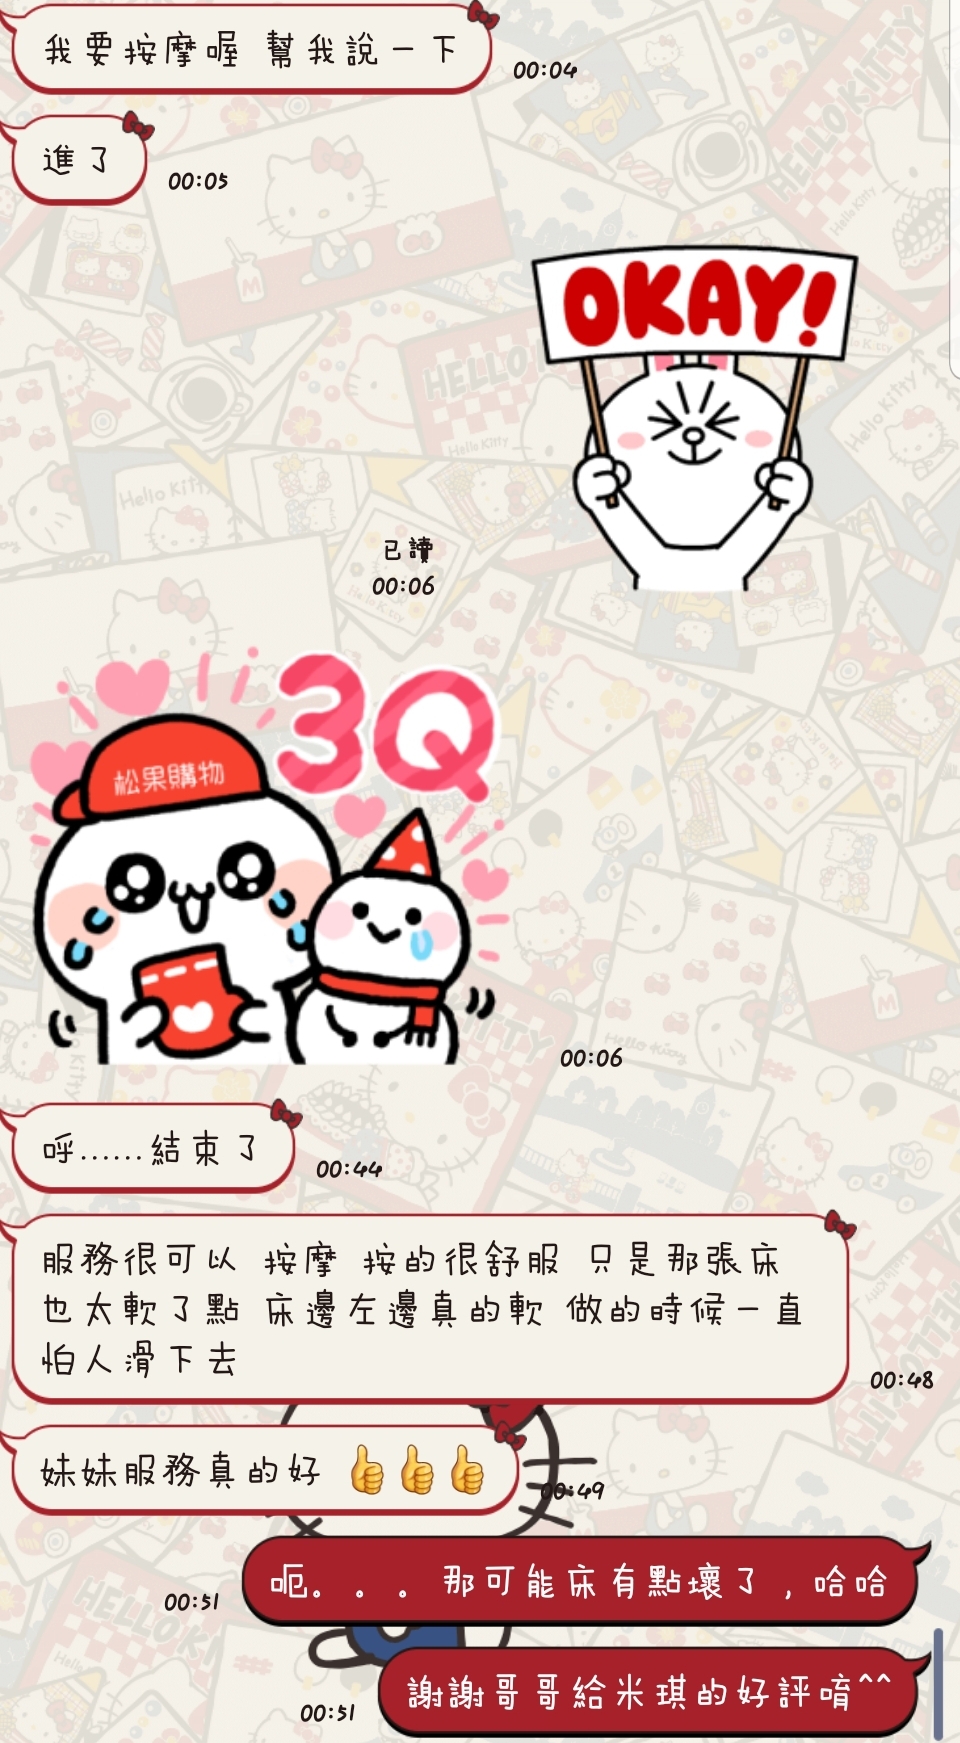 我要按摩喔 幫我說一下
00:04
進了
00:05
OKAY!
已讀
00:06
3Q
松果購物
00:06
呼......結束了
00:44
服務很可以 按摩 按的很舒服 只是那張床
也太軟了點 床邊左邊真的軟 做的時候一直
怕人滑下去
00:48
妹妹服務真的好 👍👍👍
00:49
呃。。。那可能床有點壞了,哈哈
00:51
謝謝哥哥給米琪的好評唷^^
00:51